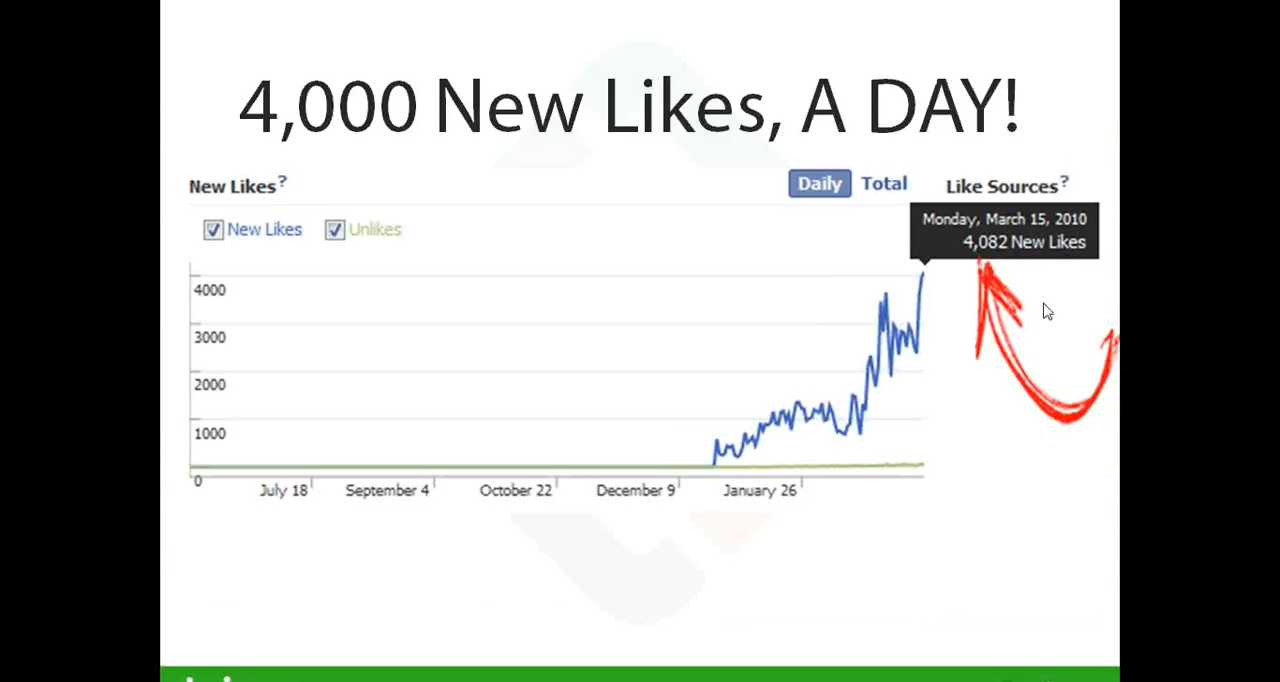 4,000 New Likes, A DAY!
New Likes?
Daily Total
Like Sources?
New Likes Unlikes
Monday, March 15, 2010
4,082 New Likes
4000
3000
2000
1000
0
July 18 September 4 October 22 December 9 January 26